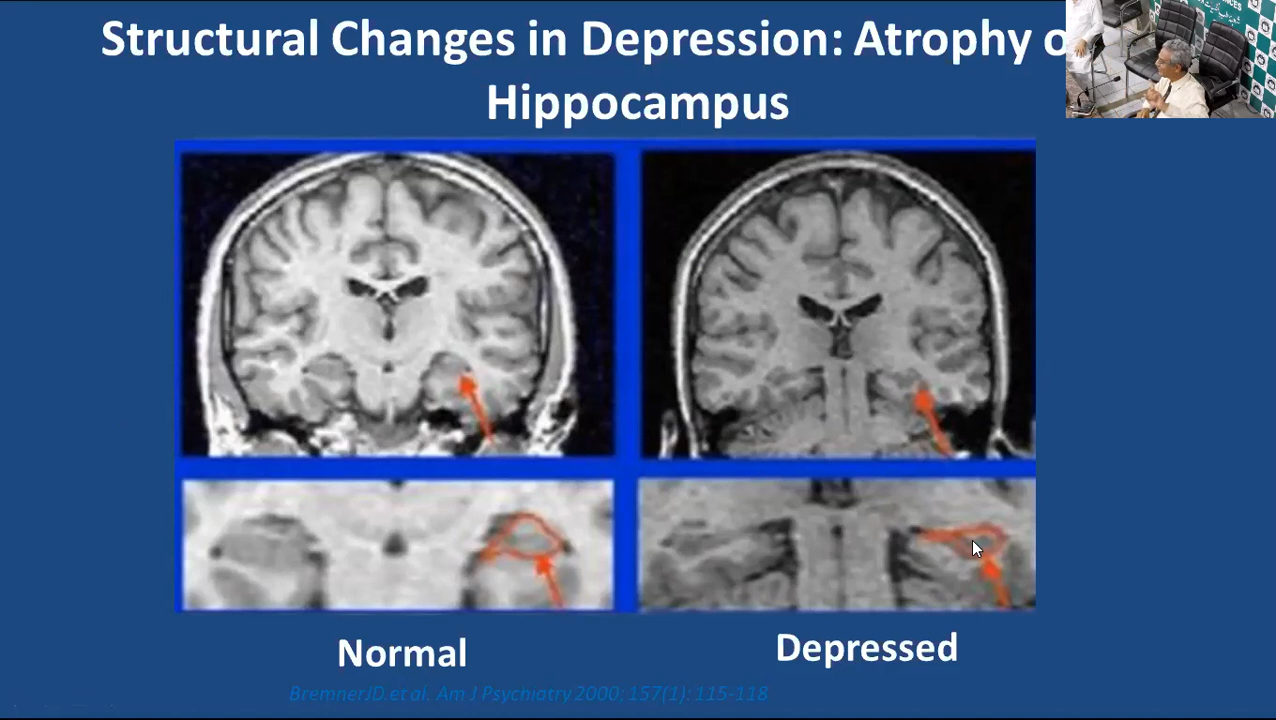 Structural Changes in Depression: Atrophy o
Hippocampus
Normal
Depressed
BremnerJD.et al. Am J Psychiatry 2000; 157(1): 115-118